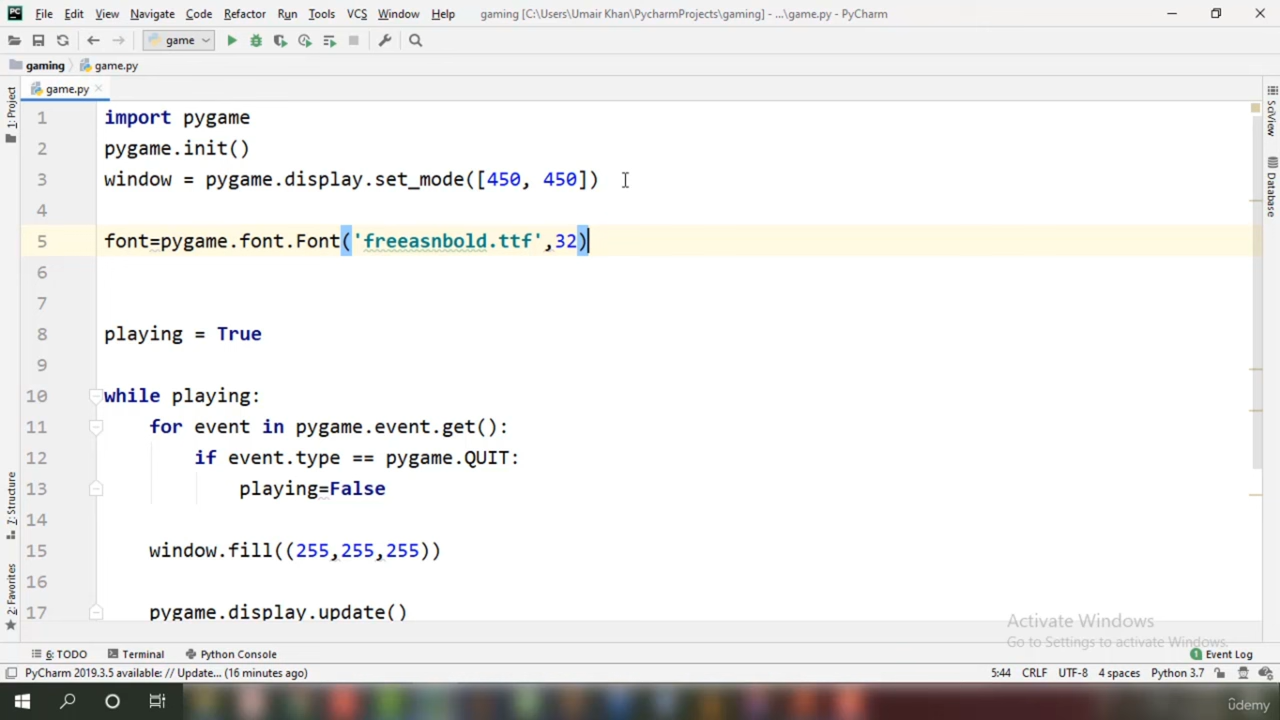 File Edit View Navigate Code Refactor Run Tools VCS Window Help gaming [C:\Users\Umair Khan\PycharmProjects\gaming] - ...\game.py - PyCharm
game
gaming game.py
game.py
1 import pygame
2 pygame.init()
3 window = pygame.display.set_mode([450, 450])
4
5 font=pygame.font.Font('freeasnbold.ttf',32)
6
7
8 playing = True
9
10 while playing:
11 for event in pygame.event.get():
12 if event.type == pygame.QUIT:
13 playing=False
14
15 window.fill((255,255,255))
16
17 pygame.display.update()
1: Project
7: Structure
2: Favorites
SciView
Database
Activate Windows
Go to Settings to activate Windows.
6: TODO Terminal Python Console 1 Event Log
PyCharm 2019.3.5 available: // Update... (16 minutes ago) 5:44 CRLF UTF-8 4 spaces Python 3.7
ûdemy